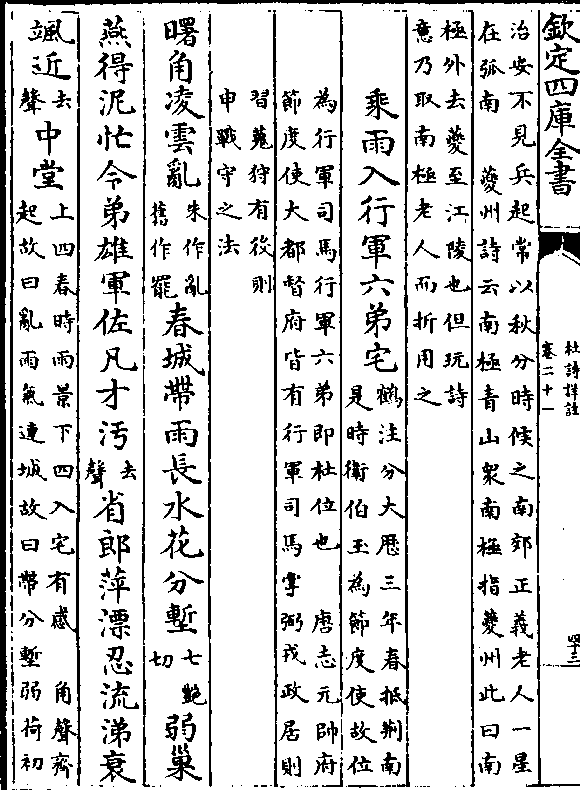 欽定四庫全書
杜詩詳註
卷二十一
四十三
治安不見兵起常以秋分時候之南郊正義老人一星
在弧南　夔州詩云南極青山衆南極指夔州此曰南
極外去夔至江陵也但玩詩
意乃取南極老人而折用之
乘雨入行軍六弟宅鶴注分大厯三年春抵荆南是時衛伯玉為節度使故位
為行軍司馬行軍六弟即杜位也　唐志元帥府
節度使大都督府皆有行軍司馬掌弼戎政居則
習蒐狩有役則
申戰守之法
曙角凌雲亂朱作亂舊作罷春城帶雨長水花分塹七艷切弱巢
燕得泥忙令弟雄軍佐凡才汚去聲省郎萍漂忍流涕衰
颯近去聲中堂上四春時雨景下四入宅有感　角聲齊起故曰亂雨氣連城故曰帶分塹弱荷初